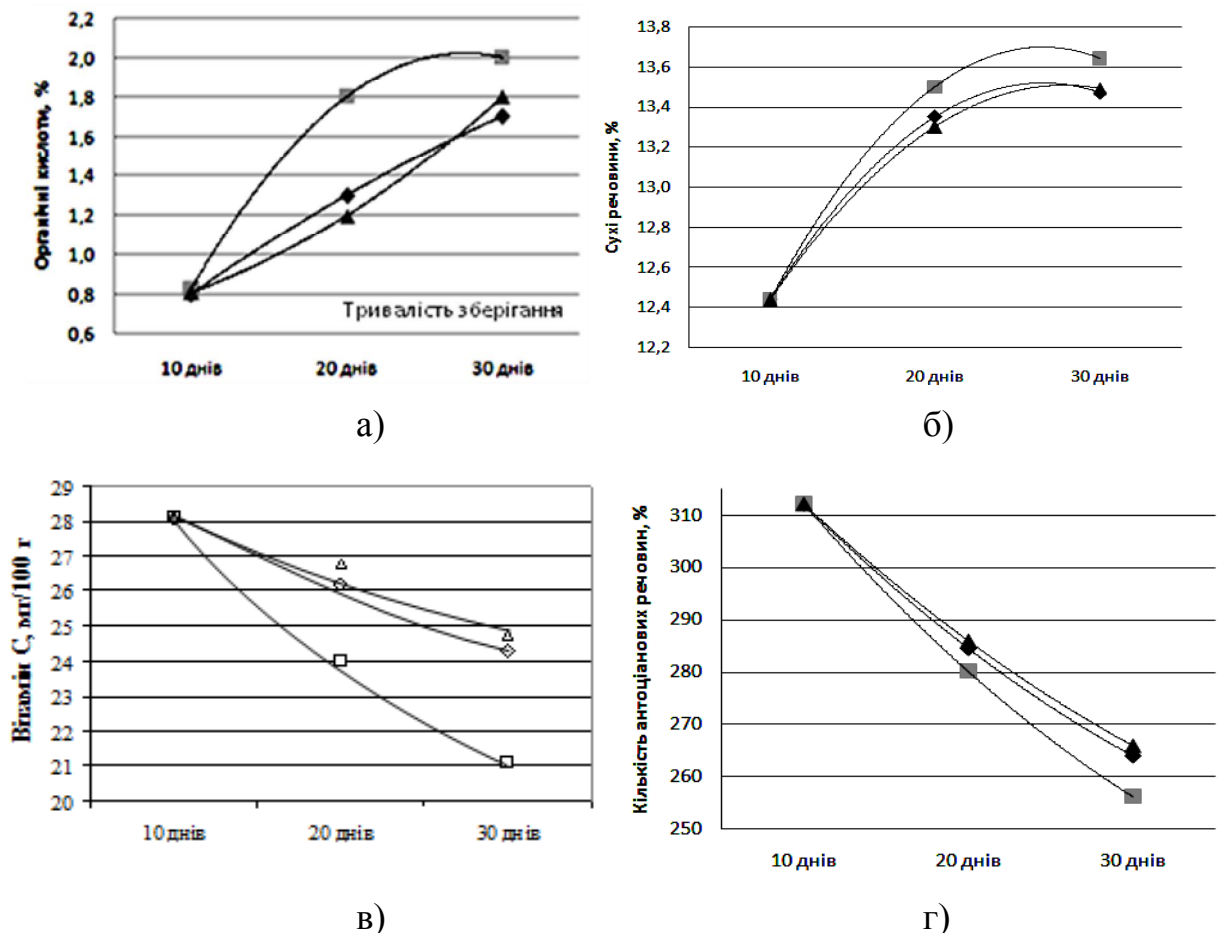 Органічні кислоти, %
2,2
2,0
1,8
1,6
1,4
1,2
1,0
0,8
0,6
Тривалість зберігання
10 днів 20 днів 30 днів
а)
Сухі речовини, %
13,8
13,6
13,4
13,2
13,0
12,8
12,6
12,4
12,2
10 днів 20 днів 30 днів
б)
Вітамін С, мг/100 г
29
28
27
26
25
24
23
22
21
20
10 днів 20 днів 30 днів
в)
Кількість антоціанових речовин, %
310
300
290
280
270
260
250
10 днів 20 днів 30 днів
г)